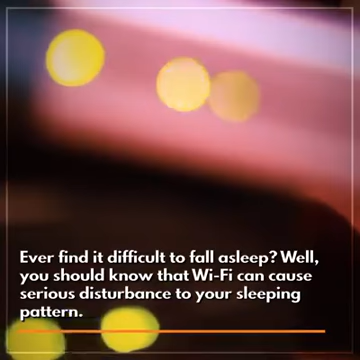 Ever find it difficult to fall asleep? Well,
you should know that Wi-Fi can cause
serious disturbance to your sleeping
pattern.